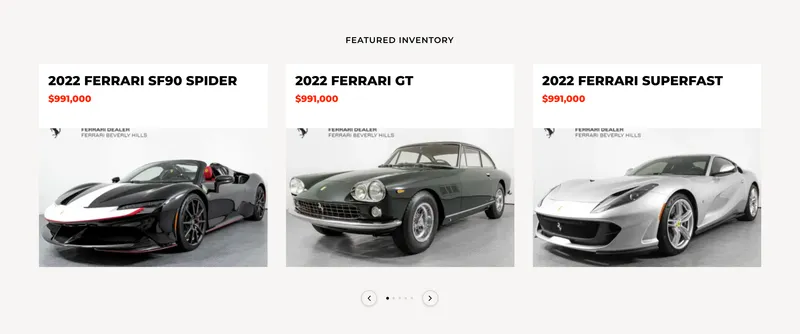 FEATURED INVENTORY
2022 FERRARI SF90 SPIDER
$991,000
FERRARI DEALER
FERRARI BEVERLY HILLS
2022 FERRARI GT
$991,000
FERRARI DEALER
FERRARI BEVERLY HILLS
2022 FERRARI SUPERFAST
$991,000
FERRARI DEALER
FERRARI BEVERLY HILLS